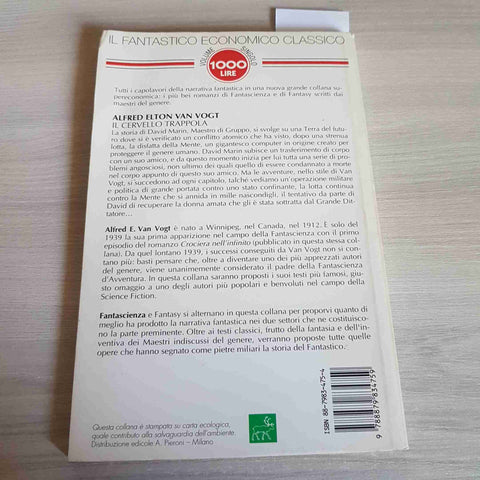 IL FANTASTICO ECONOMICO CLASSICO
VOLUME SINGOLO
1000
LIRE
Tutti i capolavori della narrativa fantastica in una nuova grande collana su-
pereconomica: i più bei romanzi di Fantascienza e di Fantasy scritti dai
maestri del genere.
ALFRED ELTON VAN VOGT
IL CERVELLO TRAPPOLA
La storia di David Marin, Maestro di Gruppo, si svolge su una Terra del futu-
ro dove si è verificato un conflitto atomico che ha visto, dopo una strenua
lotta, la disfatta della Mente, un gigantesco computer in origine creato per
proteggere il genere umano. David Marin subisce un trasferimento di corpo
con un suo amico, e da questo momento inizia per lui tutta una serie di pro-
blemi angosciosi, non ultimo dei quali quello di essere condannato a morte
nel corpo appunto di questo suo amico. Ma le avventure, nello stile di Van
Vogt, si succedono ad ogni capitolo, talché vediamo un'operazione militare
e politica di grande portata contro uno stato confinante, la lotta continua
contro la Mente che si annida in mille nascondigli, il tentativo da parte di
David di recuperare la donna amata che gli è stata sottratta dal Grande Dit-
tatore...
Alfred E. Van Vogt è nato a Winnipeg, nel Canada, nel 1912. È solo del
1939 la sua prima apparizione nel campo della Fantascienza con il primo
episodio del romanzo Crociera nell'infinito (pubblicato in questa stessa col-
lana). Da quel lontano 1939, i successi conseguiti da Van Vogt non si con-
tano più: basti pensare che, oltre a diventare uno dei più apprezzati autori
del genere, viene unanimemente considerato il padre della Fantascienza
d'Avventura. In questa collana saranno proposti i suoi testi più famosi, giu-
sto omaggio a uno degli autori più popolari e benvoluti nel campo della
Science Fiction.
Fantascienza e Fantasy si alternano in questa collana per proporvi quanto di
meglio ha prodotto la narrativa fantastica nei due settori che ne costituisco-
no la parte preminente. Oltre ai testi classici, frutto della fantasia e dell'in-
ventiva dei Maestri indiscussi del genere, verranno proposte tutte quelle
opere che hanno segnato come pietre miliari la storia del Fantastico.
Questa collana è stampata su carta ecologica,
quale contributo alla salvaguardia dell'ambiente.
Distribuzione edicole A. Pieroni – Milano
ISBN 88-7983-475-4
9 788879 834759